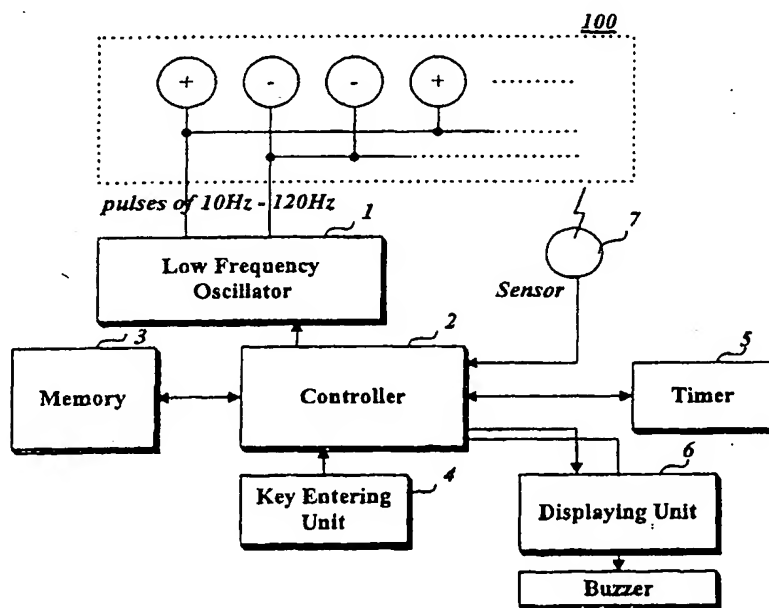 100
+ - - +
pulses of 10Hz - 120Hz
1
Low Frequency
Oscillator
7
Sensor
3
Memory
2
Controller
5
Timer
4
Key Entering
Unit
6
Displaying Unit
Buzzer